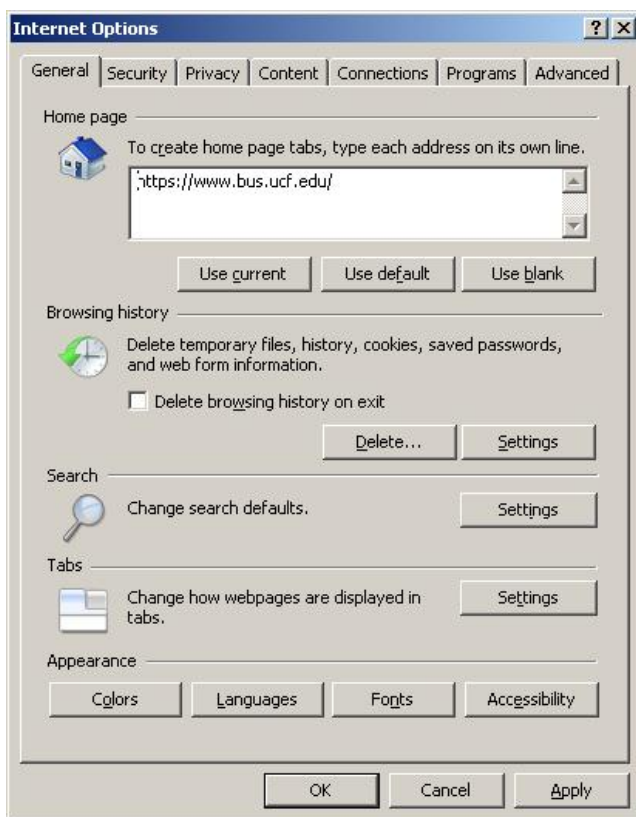 Internet Options
? X
General Security Privacy Content Connections Programs Advanced
Home page
To create home page tabs, type each address on its own line.
https://www.bus.ucf.edu/
Use current Use default Use blank
Browsing history
Delete temporary files, history, cookies, saved passwords,
and web form information.
Delete browsing history on exit
Delete... Settings
Search
Change search defaults. Settings
Tabs
Change how webpages are displayed in Settings
tabs.
Appearance
Colors Languages Fonts Accessibility
OK Cancel Apply